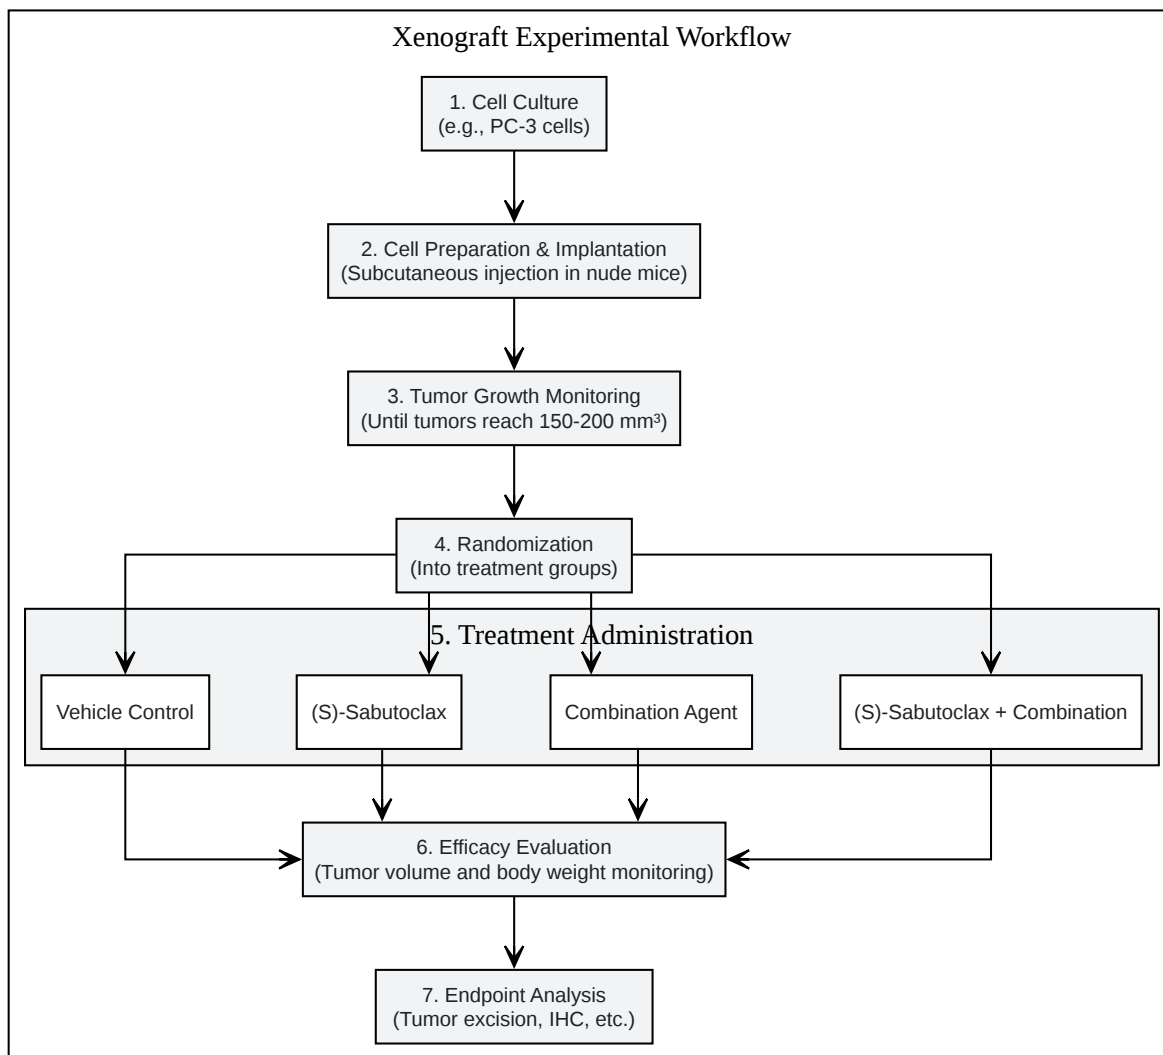 Xenograft Experimental Workflow
1. Cell Culture
(e.g., PC-3 cells)
2. Cell Preparation & Implantation
(Subcutaneous injection in nude mice)
3. Tumor Growth Monitoring
(Until tumors reach 150-200 mm³)
4. Randomization
(Into treatment groups)
5. Treatment Administration
Vehicle Control
(S)-Sabutoclax
Combination Agent
(S)-Sabutoclax + Combination
6. Efficacy Evaluation
(Tumor volume and body weight monitoring)
7. Endpoint Analysis
(Tumor excision, IHC, etc.)